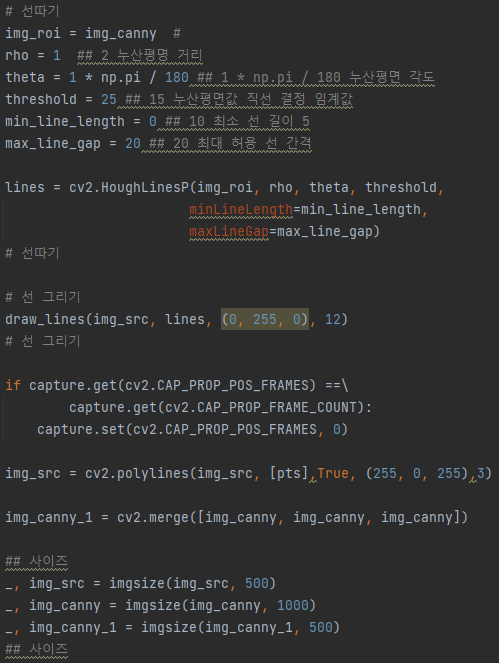 # 선따기
img_roi = img_canny  #
rho = 1  ## 2 누산평명 거리
theta = 1 * np.pi / 180 ## 1 * np.pi / 180 누산평면 각도
threshold = 25 ## 15 누산평면값 직선 결정 임계값
min_line_length = 0 ## 10 최소 선 길이 5
max_line_gap = 20 ## 20 최대 허용 선 간격
lines = cv2.HoughLinesP(img_roi, rho, theta, threshold,
minLineLength=min_line_length,
maxLineGap=max_line_gap)
# 선따기
# 선 그리기
draw_lines(img_src, lines, (0, 255, 0), 12)
# 선 그리기
if capture.get(cv2.CAP_PROP_POS_FRAMES) ==\
capture.get(cv2.CAP_PROP_FRAME_COUNT):
capture.set(cv2.CAP_PROP_POS_FRAMES, 0)
img_src = cv2.polylines(img_src, [pts],True, (255, 0, 255),3)
img_canny_1 = cv2.merge([img_canny, img_canny, img_canny])
## 사이즈
_, img_src = imgsize(img_src, 500)
_, img_canny = imgsize(img_canny, 1000)
_, img_canny_1 = imgsize(img_canny_1, 500)
## 사이즈